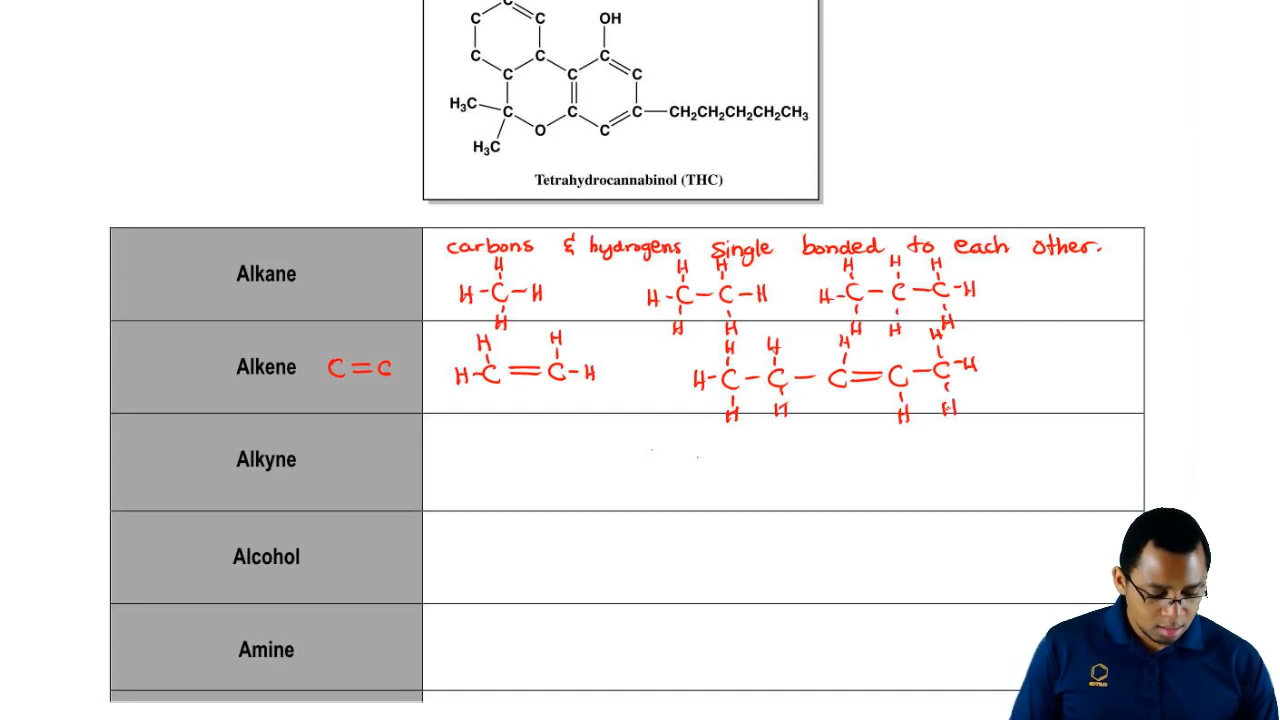 C C OH
C C C
C C C
H₃C C C C CH₂CH₂CH₂CH₂CH₃
O C
H₃C
Tetrahydrocannabinol (THC)
Alkane
carbons & hydrogens single bonded to each other.
H H H H H H
H-C-H H-C-C-H H-C-C-C-H
H H H H H H
Alkene C=C
H H H H H H
H-C=C-H H-C-C-C=C-C-H
H H H H
Alkyne
Alcohol
Amine